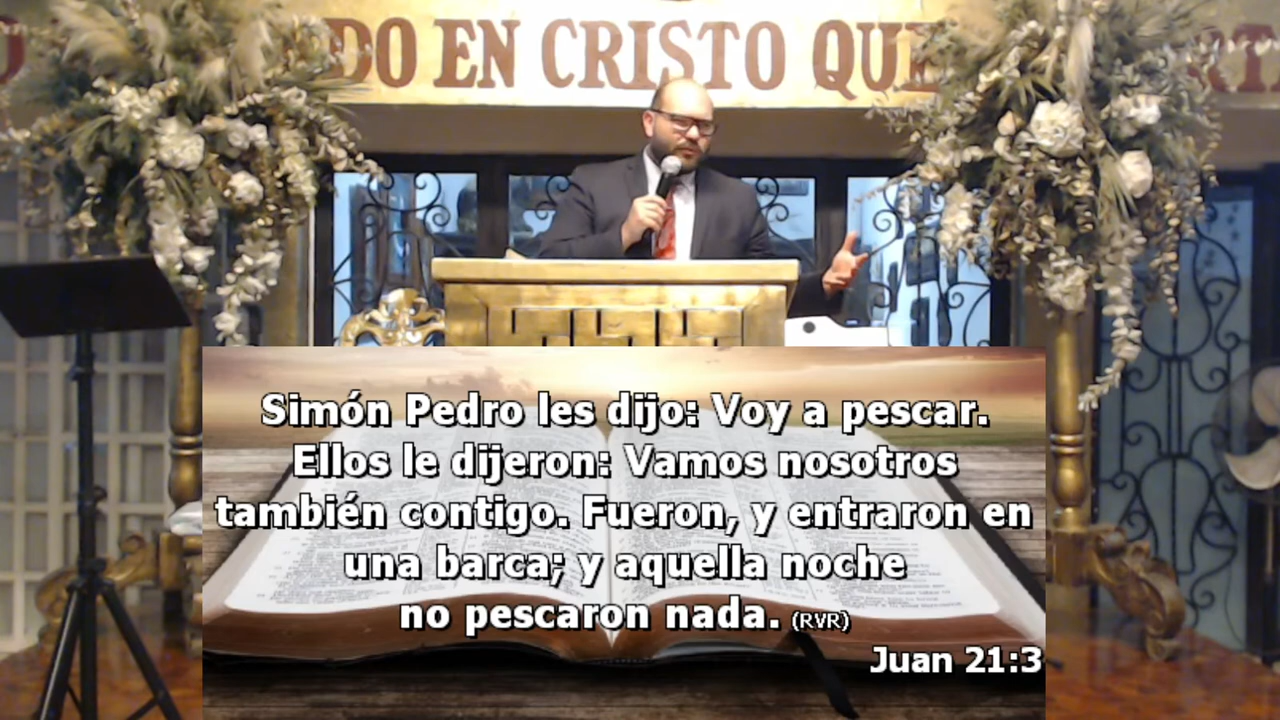 DO EN CRISTO QUE
Simón Pedro les dijo: Voy a pescar.
Ellos le dijeron: Vamos nosotros
también contigo. Fueron, y entraron en
una barca; y aquella noche
no pescaron nada. (RVR)
Juan 21:3